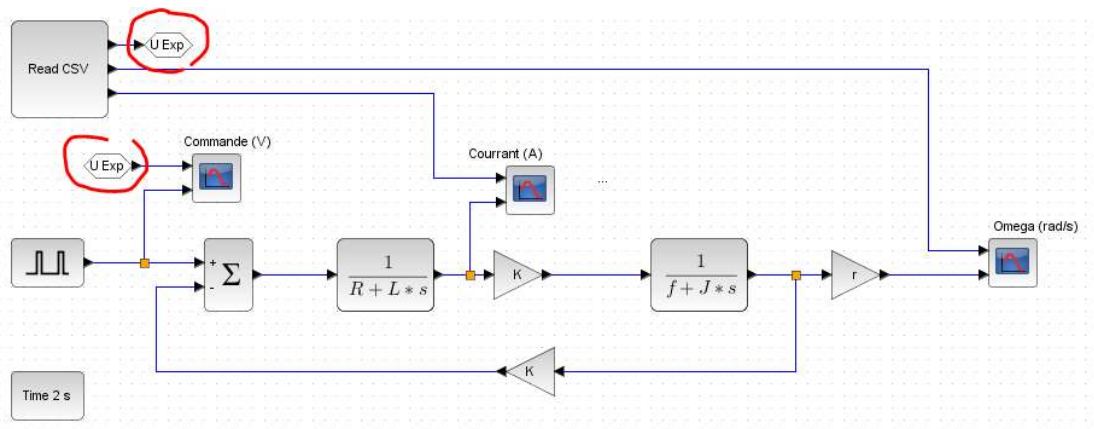 U Exp
Read CSV
Commande (V)
U Exp
Courrant (A)
...
Omega (rad/s)
+
-
Σ
1
R + L * s
K
1
f + J * s
r
K
Time 2 s